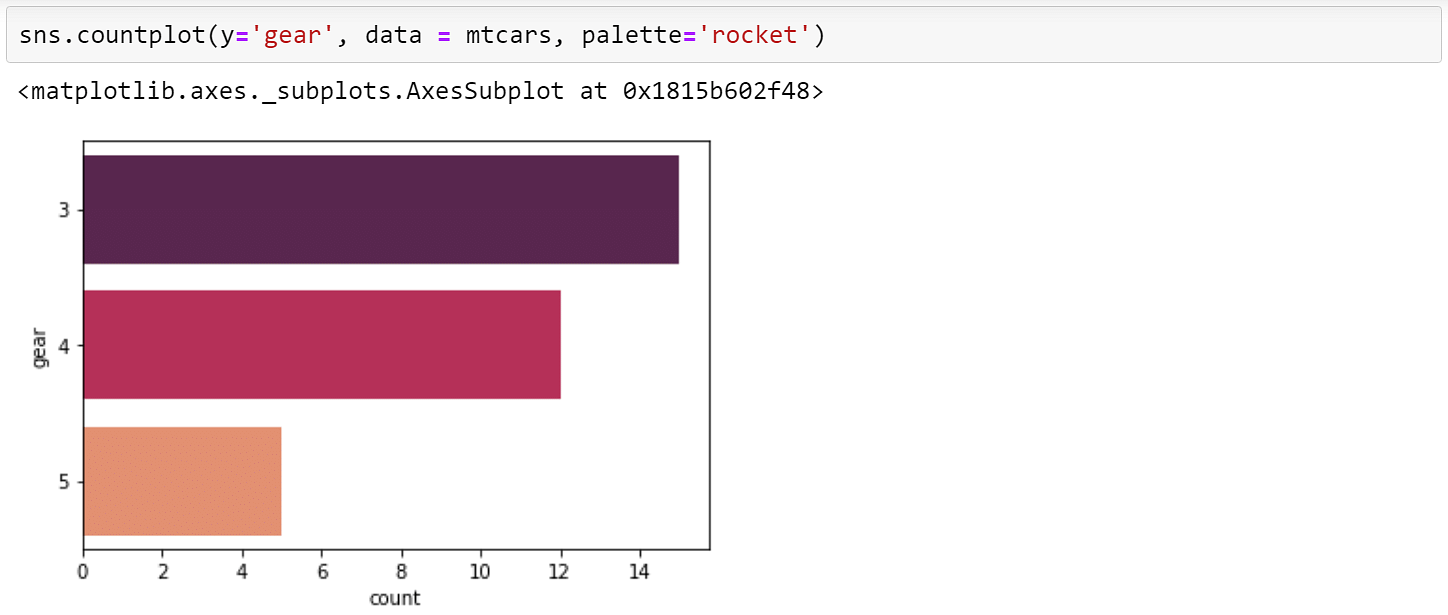 sns.countplot(y='gear', data = mtcars, palette='rocket')
<matplotlib.axes._subplots.AxesSubplot at 0x1815b602f48>
3
gear
4
5
0 2 4 6 8 10 12 14
count